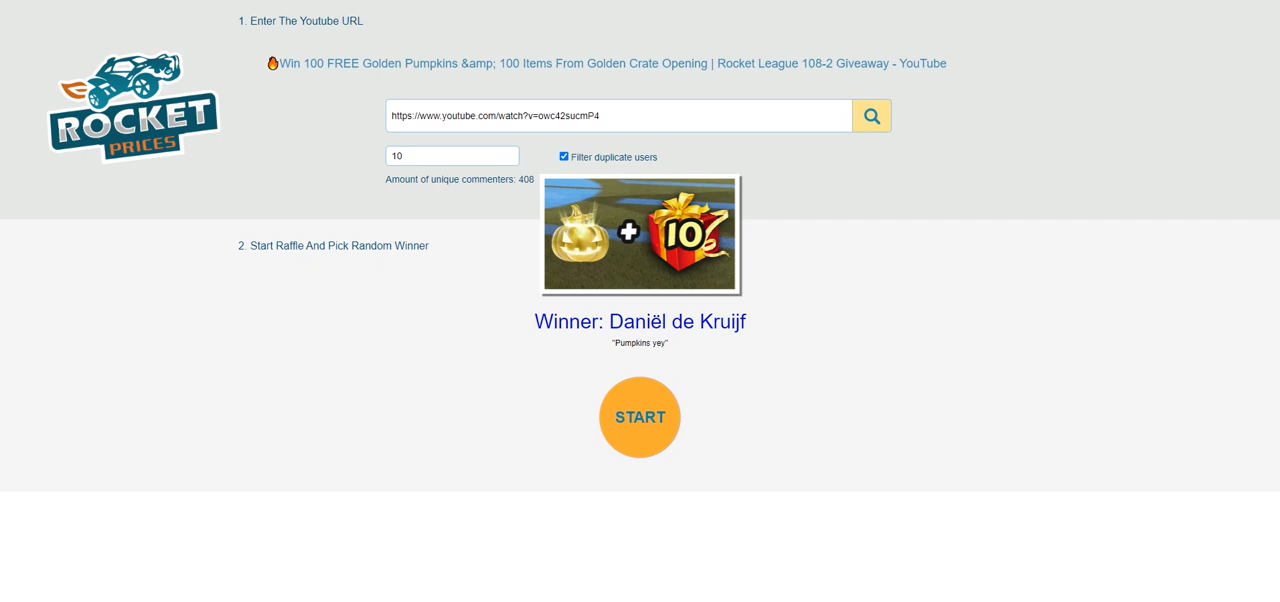 1. Enter The Youtube URL
🔥Win 100 FREE Golden Pumpkins &amp; 100 Items From Golden Crate Opening | Rocket League 108-2 Giveaway - YouTube
ROCKET
PRICES
https://www.youtube.com/watch?v=owc42sucmP4
10
Filter duplicate users
Amount of unique commenters: 408
+ 10
2. Start Raffle And Pick Random Winner
Winner: Daniël de Kruijf
"Pumpkins yey"
START